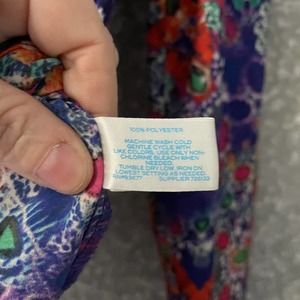 100% POLYESTER
MACHINE WASH COLD
GENTLE CYCLE WITH
LIKE COLORS. USE ONLY NON-
CHLORINE BLEACH WHEN
NEEDED.
TUMBLE DRY LOW. IRON ON
LOWEST SETTING AS NEEDED.
SUPPLIER